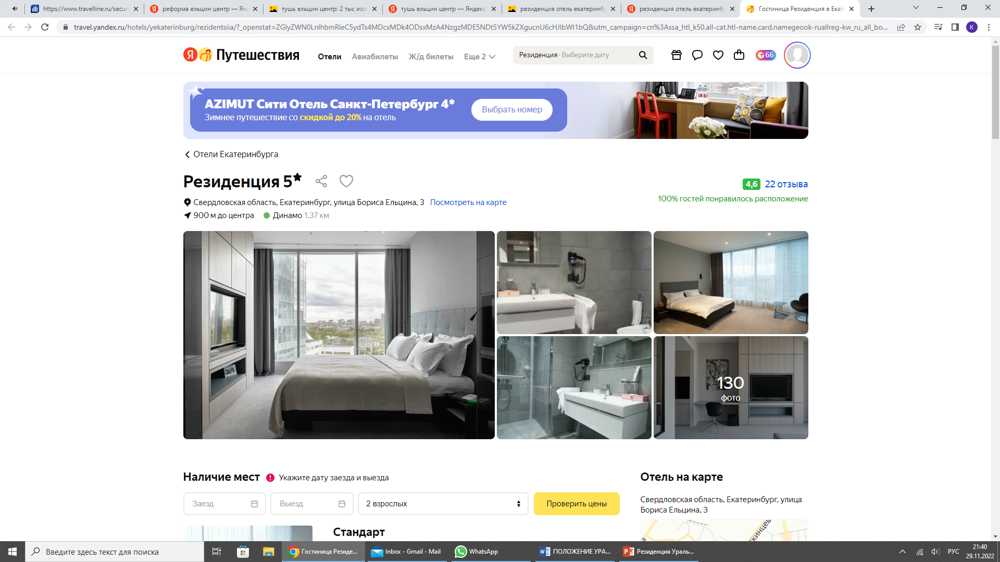 https://www.travelline.ru/secure
реформа ельцин центр — Ян
тушь ельцин центр: 2 тыс изо
тушь ельцин центр — Яндекс:
резиденция отель екатеринбу
резиденция отель екатеринбу
Гостиница Резиденция в Екат
travel.yandex.ru/hotels/yekaterinburg/rezidentsiia/?_openstat=ZGlyZWN0LnlhbmRleC5ydTs4MDcxMDk4ODsxMzA4NzgzMDE5NDt5YW5kZXgucnU6cHJlbWl1bQ&utm_campaign=cn%3Assa_htl_k50.all-cat.htl-name.card.namegeook-ruallreg-kw_ru_all_bo...
K
Я Путешествия
Отели
Авиабилеты
Ж/д билеты
Еще 2
Резиденция · Выберите дату
66
AZIMUT Сити Отель Санкт-Петербург 4*
Зимнее путешествие со скидкой до 20% на отель
Выбрать номер
Отели Екатеринбурга
Резиденция 5
4,6 22 отзыва
100% гостей понравилось расположение
Свердловская область, Екатеринбург, улица Бориса Ельцина, 3 Посмотреть на карте
900 м до центра Динамо 1,37 км
130
фото
Наличие мест ! Укажите дату заезда и выезда
Заезд
Выезд
2 взрослых
Проверить цены
Стандарт
Отель на карте
Свердловская область, Екатеринбург, улица
Бориса Ельцина, 3
Введите здесь текст для поиска
Гостиница Резиде...
Inbox - Gmail - Mail
WhatsApp
ПОЛОЖЕНИЕ УРА...
Резиденция Ураль...
РУС
21:40
29.11.2022